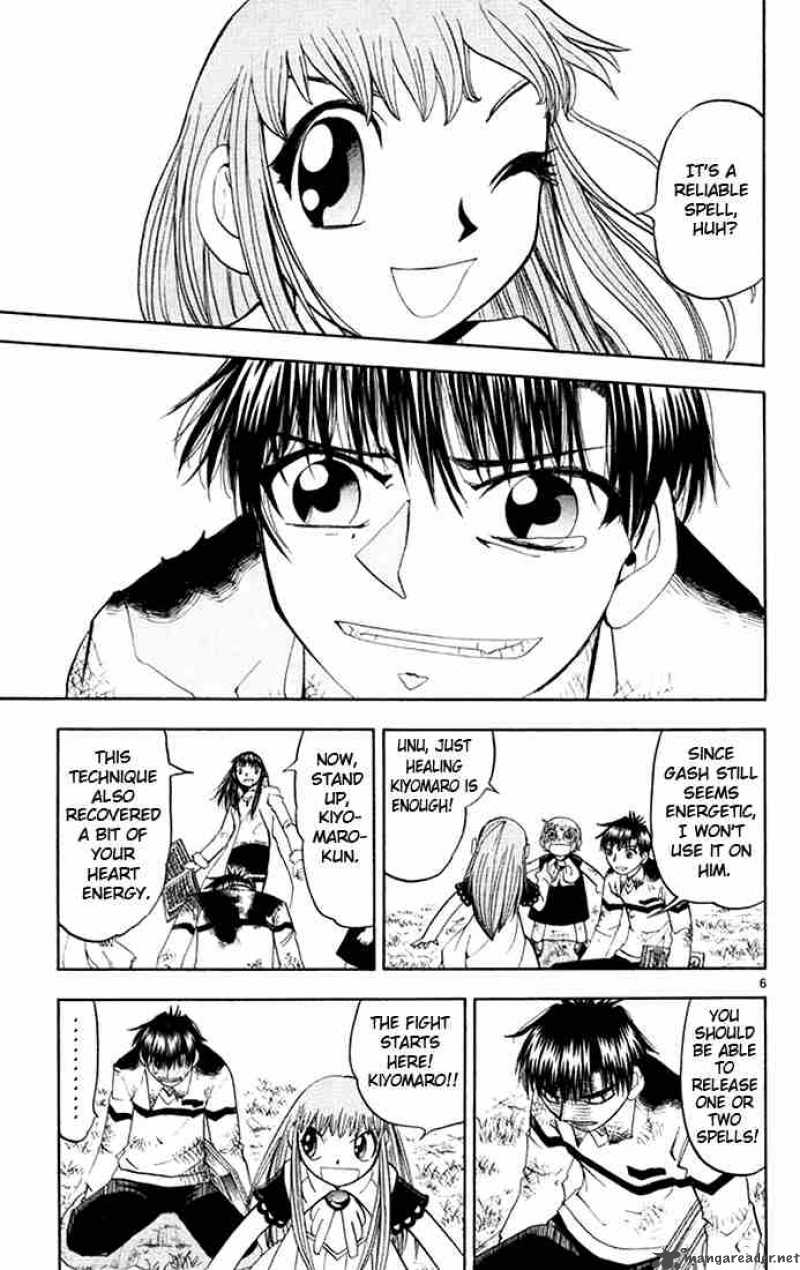 IT'S A
RELIABLE
SPELL,
HUH?
SINCE
GASH STILL
SEEMS
ENERGETIC,
I WON'T
USE IT ON
HIM.
UNU, JUST
HEALING
KIYOMARO IS
ENOUGH!
NOW,
STAND
UP,
KIYO-
MARO-
KUN.
THIS
TECHNIQUE
ALSO
RECOVERED
A BIT OF
YOUR
HEART
ENERGY.
6
YOU
SHOULD
BE ABLE
TO
RELEASE
ONE OR
TWO
SPELLS!
THE FIGHT
STARTS
HERE!
KIYOMARO!!
.........
mangareader.net